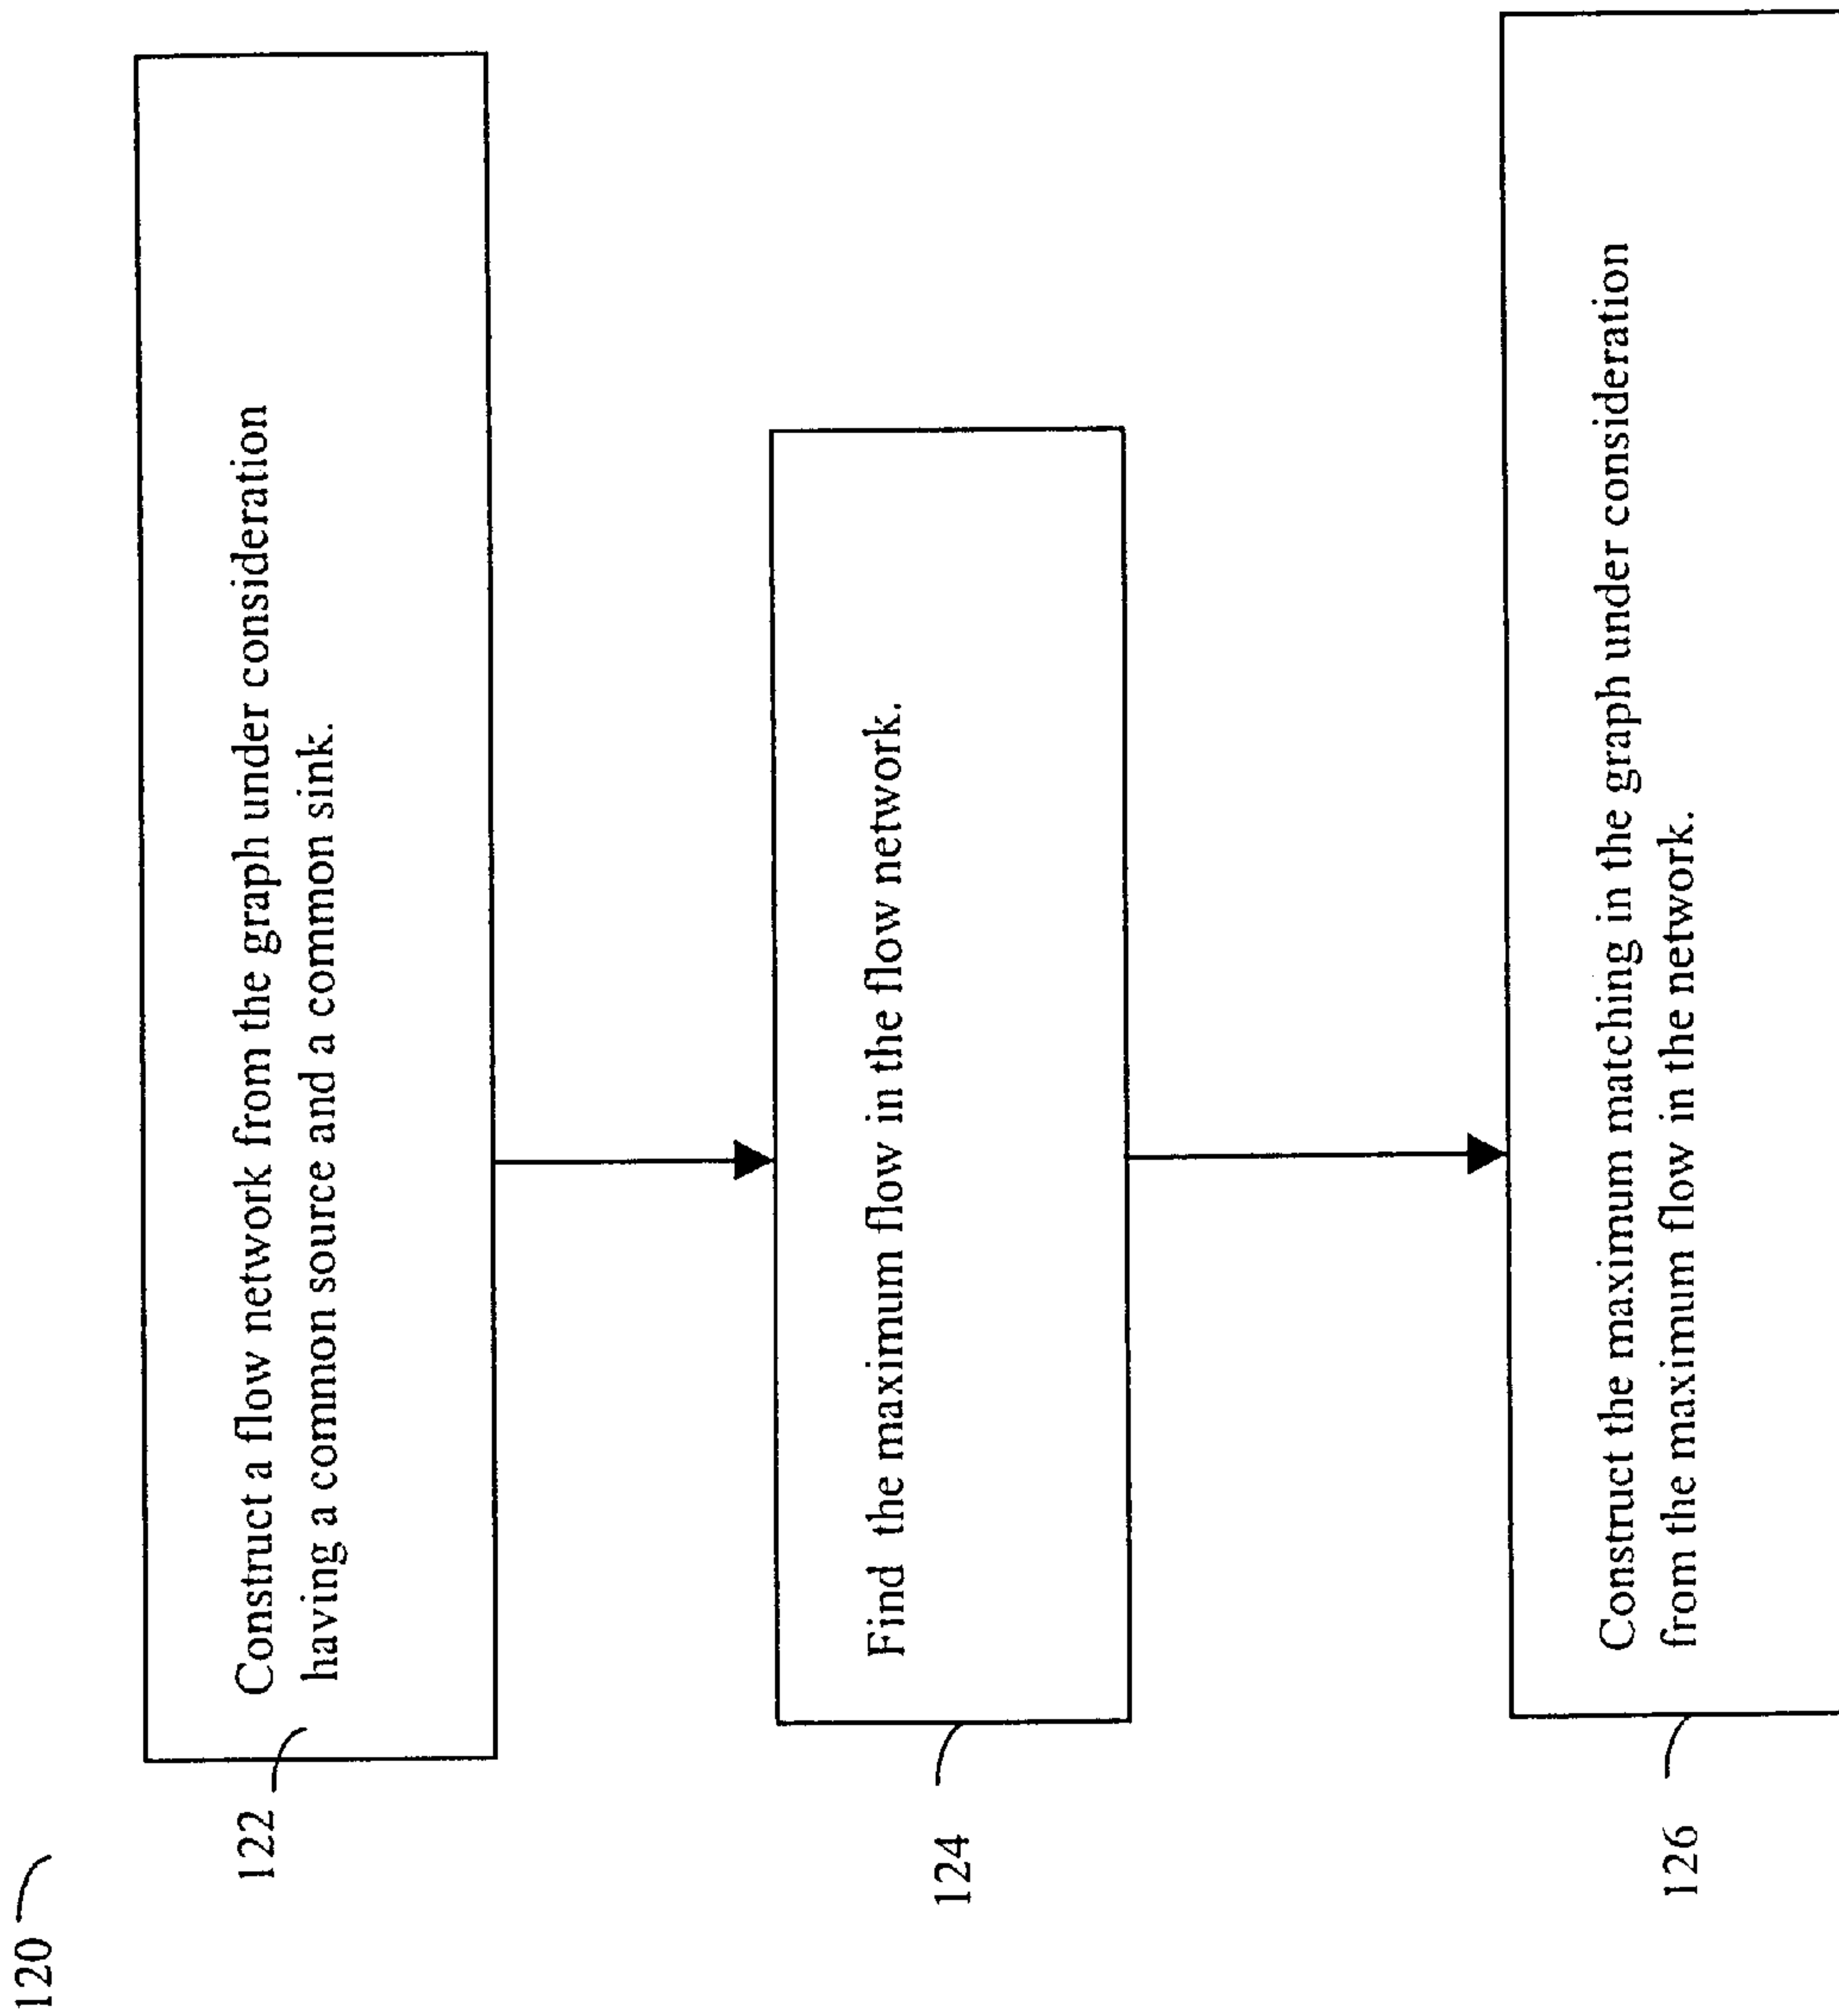 120
122
Construct a flow network from the graph under consideration
having a common source and a common sink.
124
Find the maximum flow in the flow network.
126
Construct the maximum matching in the graph under consideration
from the maximum flow in the network.